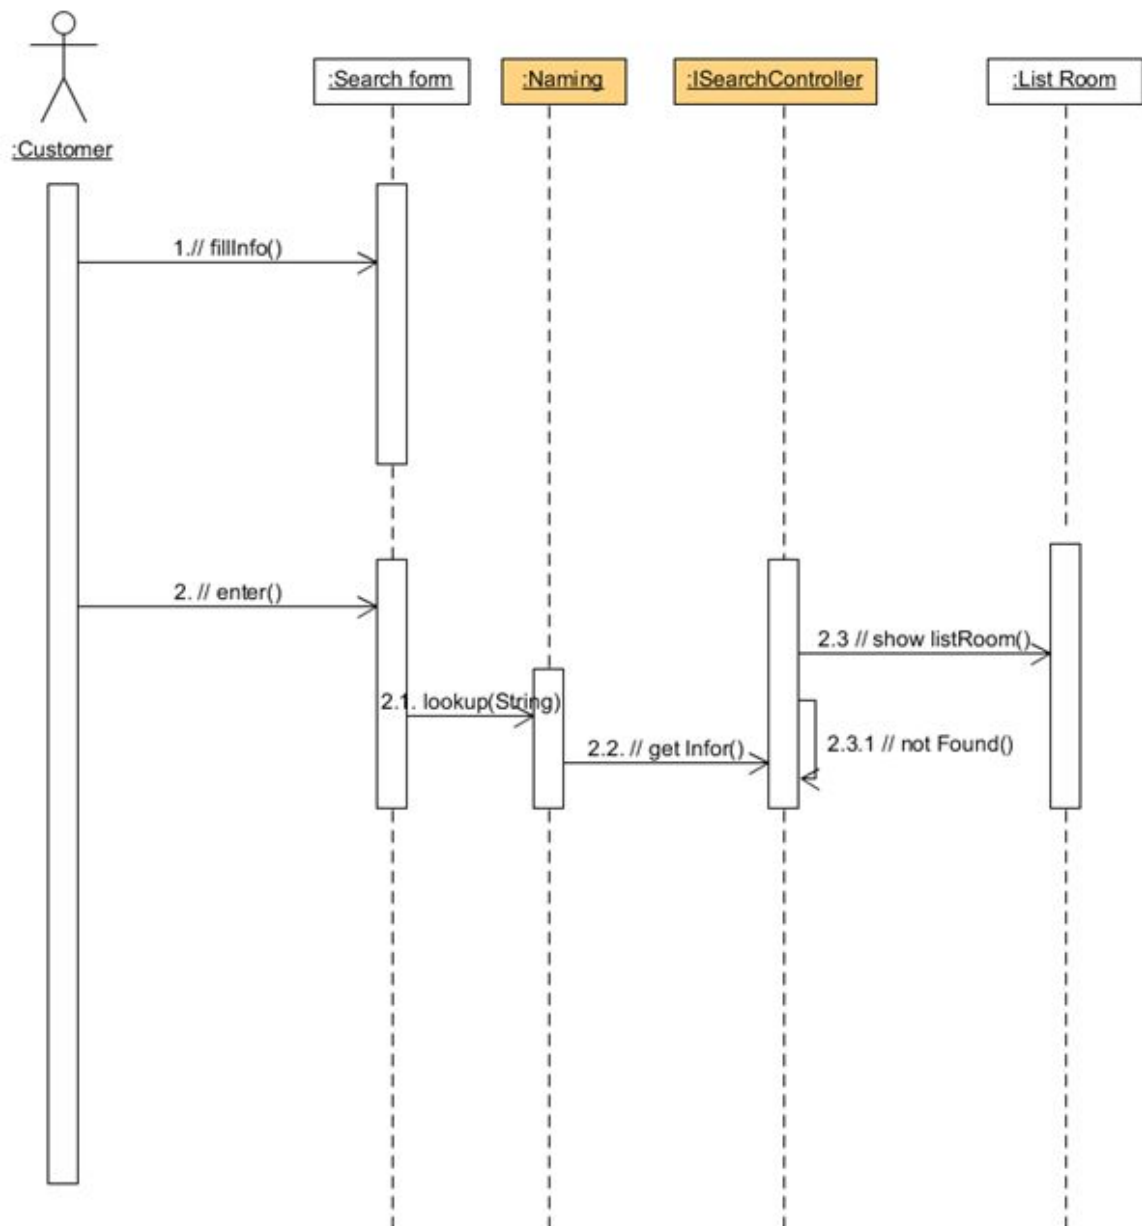 :Search form
:Naming
:ISearchController
:List Room
:Customer
1.// fillInfo()
2. // enter()
2.3 // show listRoom()
2.1. lookup(String)
2.2. // get Infor()
2.3.1 // not Found()